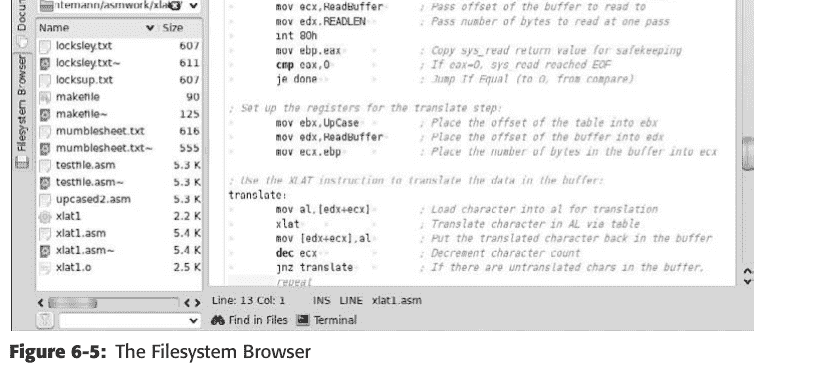 Docum
Filesystem Browser
ntemann/asmwork/xla
Name Size
locksley.txt 607
locksley.txt~ 611
locksup.txt 607
makefile 90
makefile~ 125
mumblesheet.txt 616
mumblesheet.txt~ 555
testfile.asm 5.3 K
testfile.asm~ 5.3 K
upcased2.asm 5.3 K
xlat1 2.2 K
xlat1.asm 5.4 K
xlat1.asm~ 5.4 K
xlat1.o 2.5 K
mov ecx,ReadBuffer ; Pass offset of the buffer to read to
mov edx,READLEN ; Pass number of bytes to read at one pass
int 80h
mov ebp,eax ; Copy sys_read return value for safekeeping
cmp eax,0 ; If eax=0, sys_read reached EOF
je done ; Jump If Equal (to 0, from compare)
; Set up the registers for the translate step:
mov ebx,UpCase ; Place the offset of the table into ebx
mov edx,ReadBuffer ; Place the offset of the buffer into edx
mov ecx,ebp ; Place the number of bytes in the buffer into ecx
; Use the XLAT instruction to translate the data in the buffer:
translate:
mov al,[edx+ecx] ; Load character into al for translation
xlat ; Translate character in AL via table
mov [edx+ecx],al ; Put the translated character back in the buffer
dec ecx ; Decrement character count
jnz translate ; If there are untranslated chars in the buffer,
repeat
Line: 13 Col: 1 INS LINE xlat1.asm
Find in Files Terminal
Figure 6-5: The Filesystem Browser